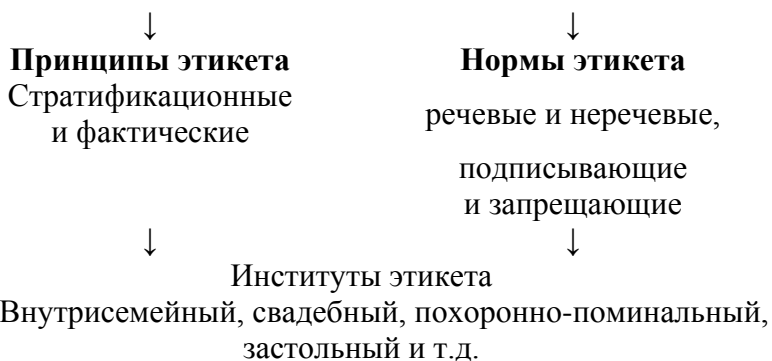 ↓ ↓
Принципы этикета Нормы этикета
Стратификационные
и фактические
речевые и неречевые,
подписывающие
и запрещающие
↓ ↓
Институты этикета
Внутрисемейный, свадебный, похоронно-поминальный,
застольный и т.д.